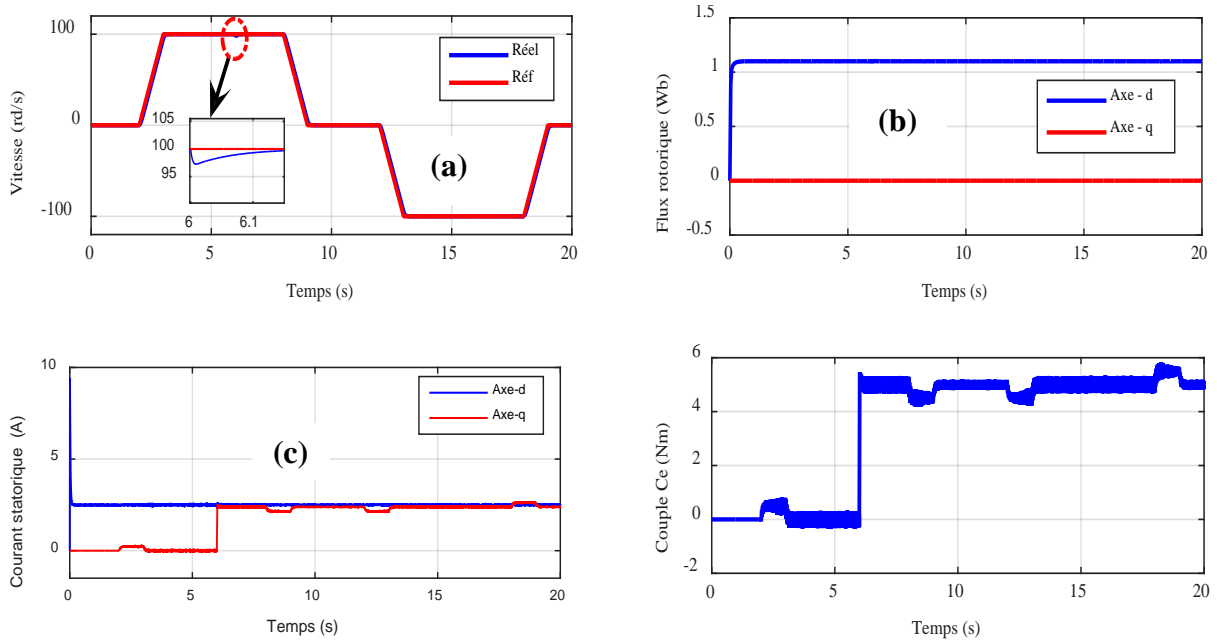 100
0
-100
Vitesse (rd/s)
Réel
Réf
105
100
95
6
6.1
(a)
0
5
10
15
20
Temps (s)
1.5
1
0.5
0
-0.5
Flux rotorique (Wb)
Axe - d
Axe - q
(b)
0
5
10
15
20
Temps (s)
10
5
0
Courant statorique (A)
Axe-d
Axe-q
(c)
0
5
10
15
20
Temps (s)
6
4
2
0
-2
Couple Ce (Nm)
0
5
10
15
20
Temps (s)